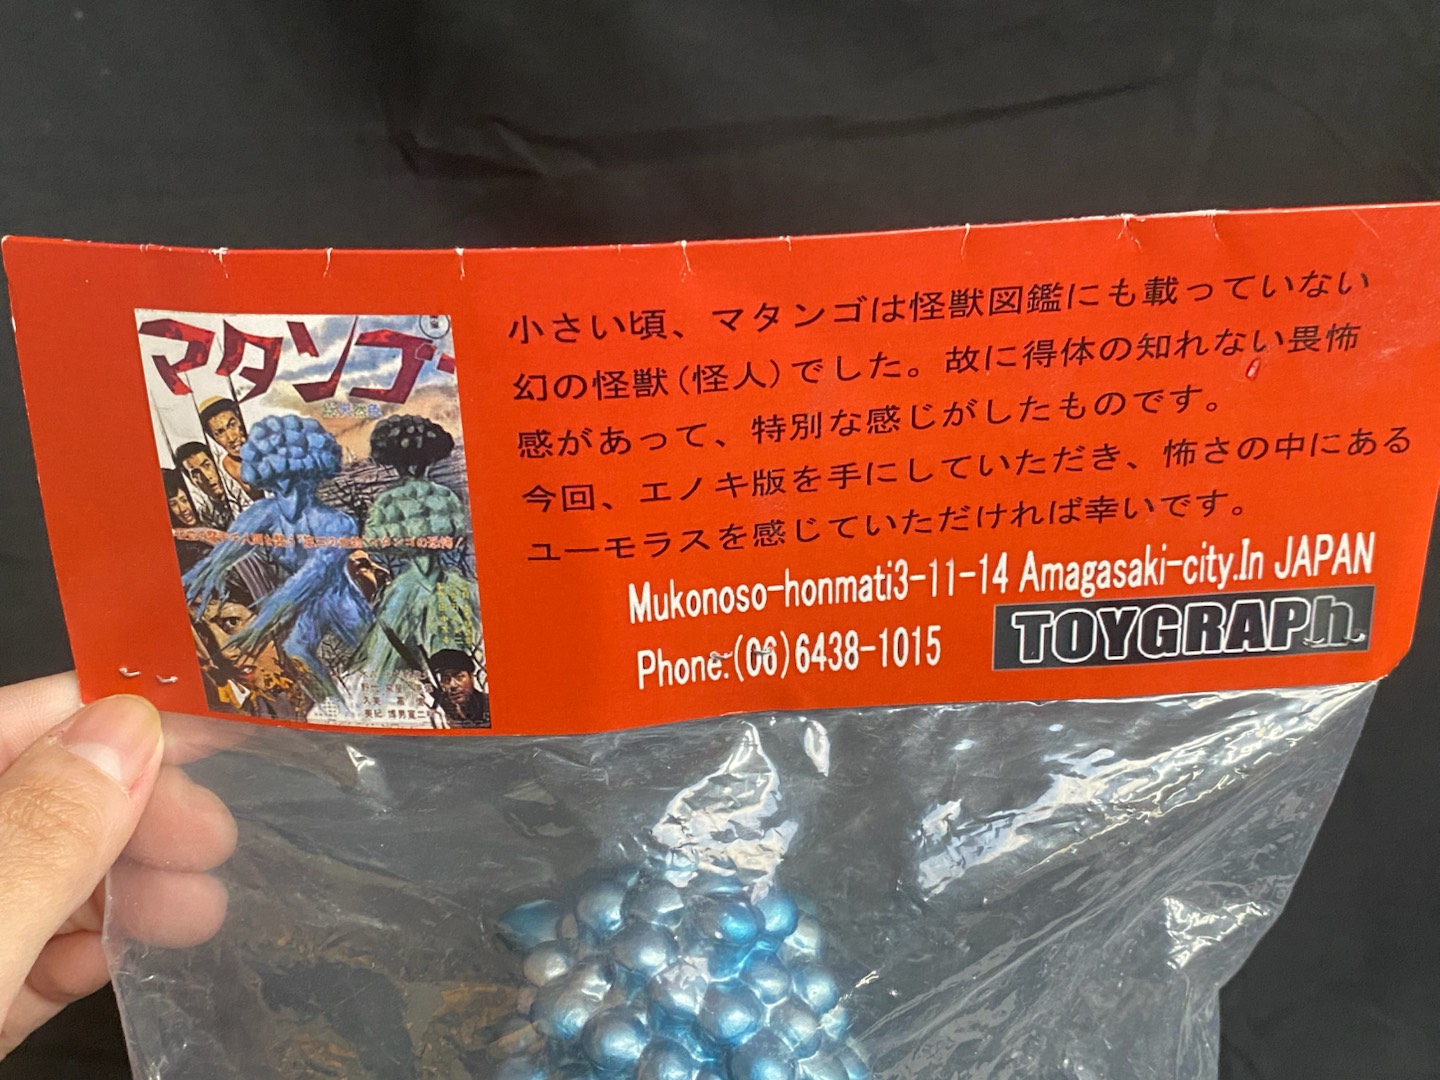 マタンゴ
小さい頃、マタンゴは怪獣図鑑にも載っていない
幻の怪獣(怪人)でした。故に得体の知れない畏怖
感があって、特別な感じがしたものです。
今回、エノキ版を手にしていただき、怖さの中にある
ユーモラスを感じていただければ幸いです。
Mukonoso-honmati3-11-14 Amagasaki-city.In JAPAN
Phone:(06)6438-1015
TOYGRAPh